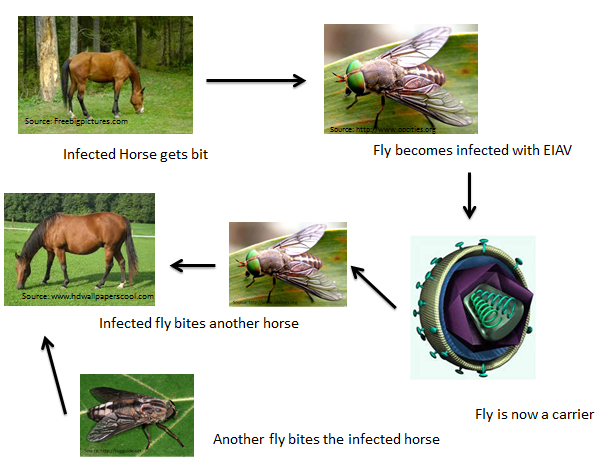 Source: Freebigpictures.com
Infected Horse gets bit
Source: http://www.oocities.org
Fly becomes infected with EIAV
Source: www.hdwallpaperscool.com
Infected fly bites another horse
Fly is now a carrier
Another fly bites the infected horse